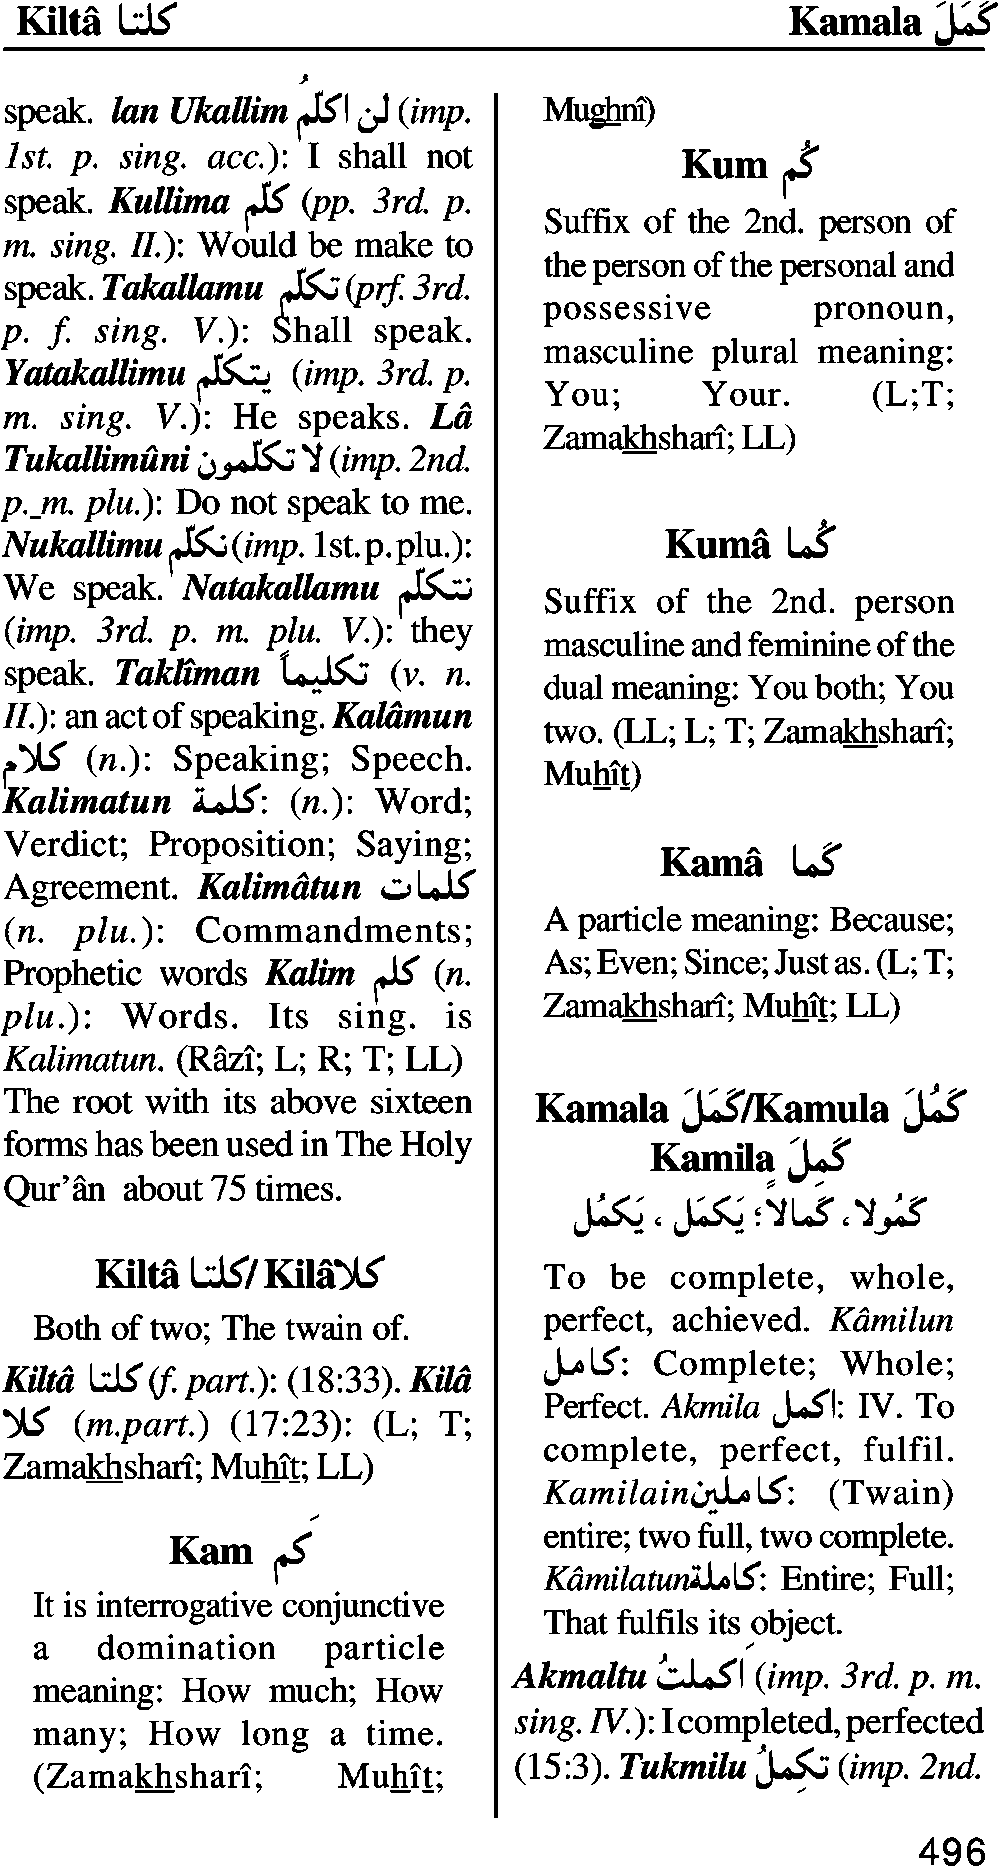 Kiltâ كلتا
Kamala كَمَلَ
speak. lan Ukallim لن اكلّمُ (imp.
1st. p. sing. acc.): I shall not
speak. Kullima كلّم (pp. 3rd. p.
m. sing. II.): Would be make to
speak. Takallamu تكلّم (prf. 3rd.
p. f. sing. V.): Shall speak.
Yatakallimu يتكلّم (imp. 3rd. p.
m. sing. V.): He speaks. Lâ
Tukallimûni لا تكلّمون (imp. 2nd.
p._m. plu.): Do not speak to me.
Nukallimu نكلّم (imp. 1st. p. plu.):
We speak. Natakallamu نتكلّم
(imp. 3rd. p. m. plu. V.): they
speak. Taklîman تكليماً (v. n.
II.): an act of speaking. Kalâmun
كلام (n.): Speaking; Speech.
Kalimatun كلمة: (n.): Word;
Verdict; Proposition; Saying;
Agreement. Kalimâtun كلمات
(n. plu.): Commandments;
Prophetic words Kalim كلم (n.
plu.): Words. Its sing. is
Kalimatun. (Râzî; L; R; T; LL)
The root with its above sixteen
forms has been used in The Holy
Qur’ân about 75 times.
Kiltâ كلتا/ Kilâ كلا
Both of two; The twain of.
Kiltâ كلتا (f. part.): (18:33). Kilâ
كلا (m.part.) (17:23): (L; T;
Zamakhsharî; Muhît; LL)
Kam كَم
It is interrogative conjunctive
a domination particle
meaning: How much; How
many; How long a time.
(Zamakhsharî; Muhît;
Mughnî)
Kum كُم
Suffix of the 2nd. person of
the person of the personal and
possessive pronoun,
masculine plural meaning:
You; Your. (L;T;
Zamakhsharî; LL)
Kumâ كُما
Suffix of the 2nd. person
masculine and feminine of the
dual meaning: You both; You
two. (LL; L; T; Zamakhsharî;
Muhît)
Kamâ كَما
A particle meaning: Because;
As; Even; Since; Just as. (L; T;
Zamakhsharî; Muhît; LL)
Kamala كَمَلَ/Kamula كَمُلَ
Kamila كَمِلَ
كَمُولا، كَمالاً؛ يَكمَل ، يَكمُل
To be complete, whole,
perfect, achieved. Kâmilun
كامل: Complete; Whole;
Perfect. Akmila اكمل: IV. To
complete, perfect, fulfil.
Kamilain كاملين: (Twain)
entire; two full, two complete.
Kâmilatun كاملة: Entire; Full;
That fulfils its object.
Akmaltu اَكملتُ (imp. 3rd. p. m.
sing. IV.): I completed, perfected
(15:3). Tukmilu تكمِلُ (imp. 2nd.
496